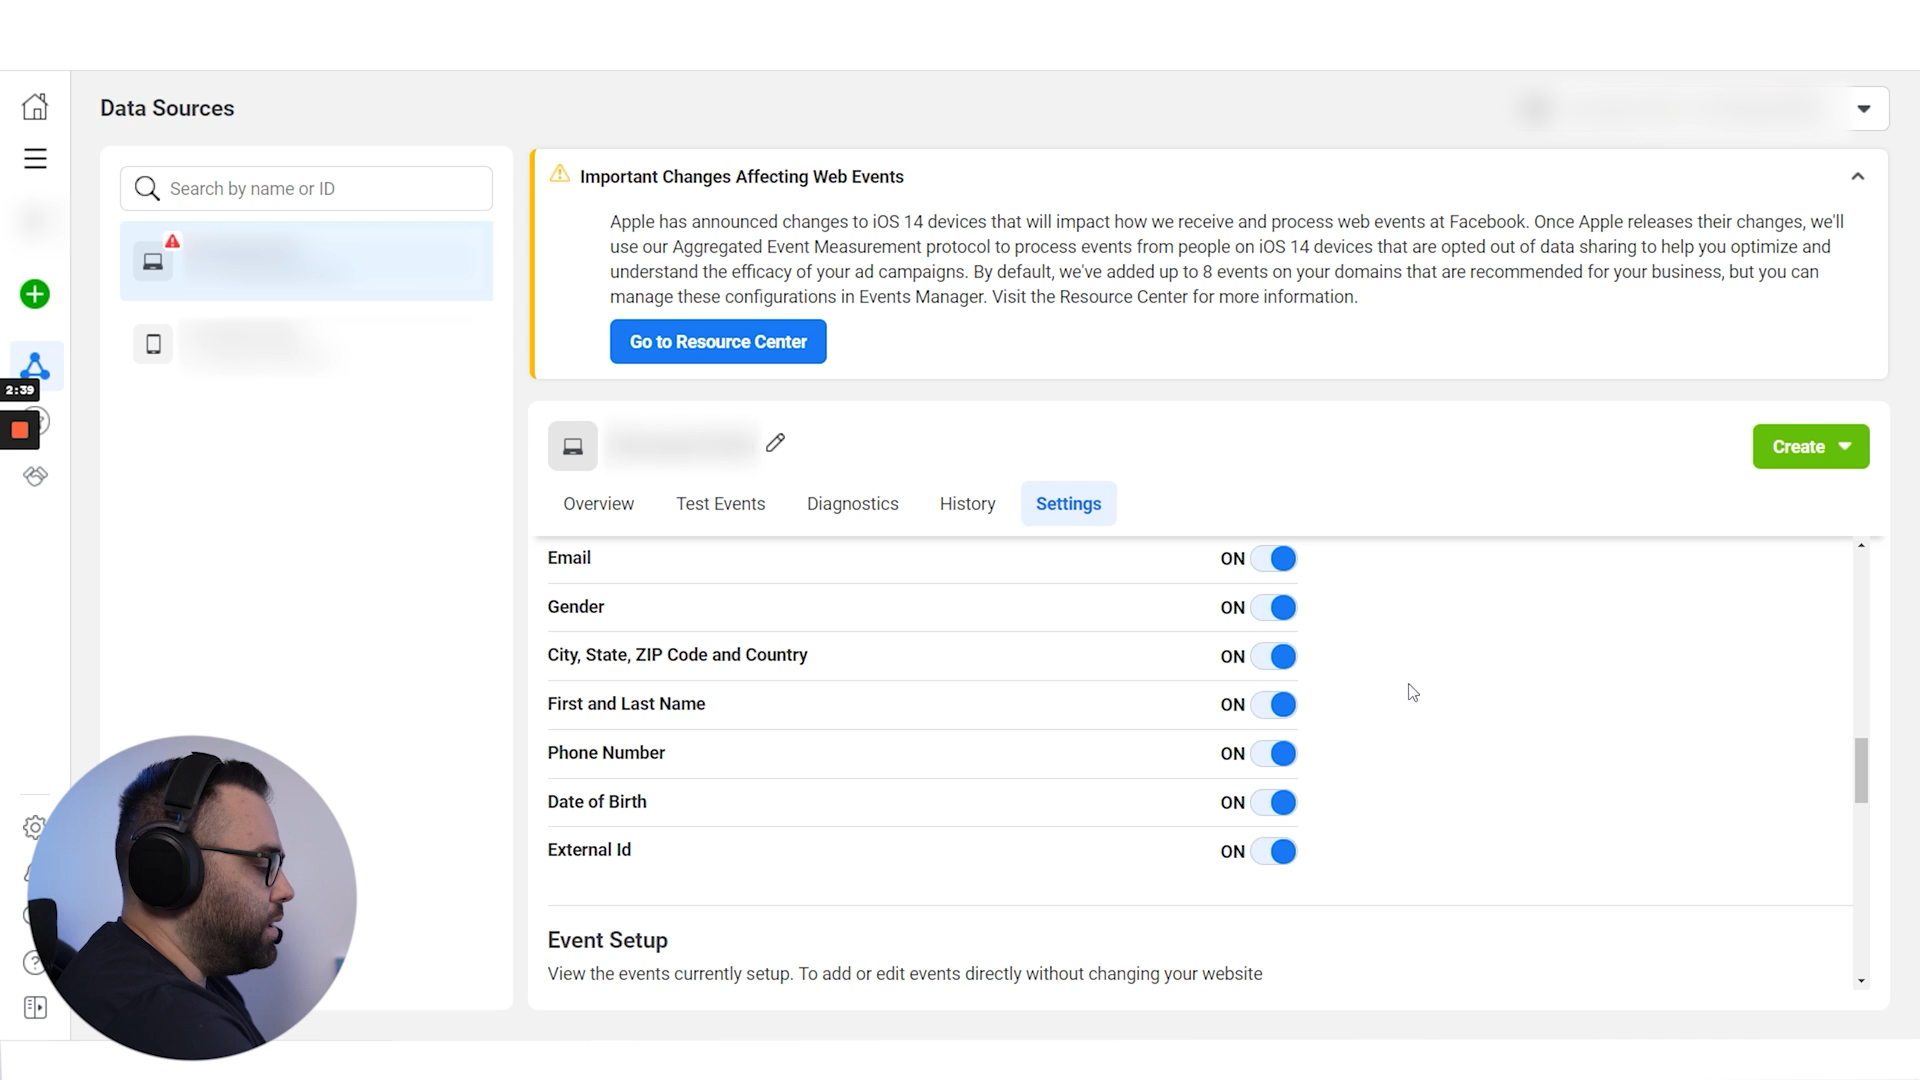 Data Sources
Search by name or ID
Important Changes Affecting Web Events
Apple has announced changes to iOS 14 devices that will impact how we receive and process web events at Facebook. Once Apple releases their changes, we'll
use our Aggregated Event Measurement protocol to process events from people on iOS 14 devices that are opted out of data sharing to help you optimize and
understand the efficacy of your ad campaigns. By default, we've added up to 8 events on your domains that are recommended for your business, but you can
manage these configurations in Events Manager. Visit the Resource Center for more information.
Go to Resource Center
2:39
Create
Overview Test Events Diagnostics History Settings
Email ON
Gender ON
City, State, ZIP Code and Country ON
First and Last Name ON
Phone Number ON
Date of Birth ON
External Id ON
Event Setup
View the events currently setup. To add or edit events directly without changing your website